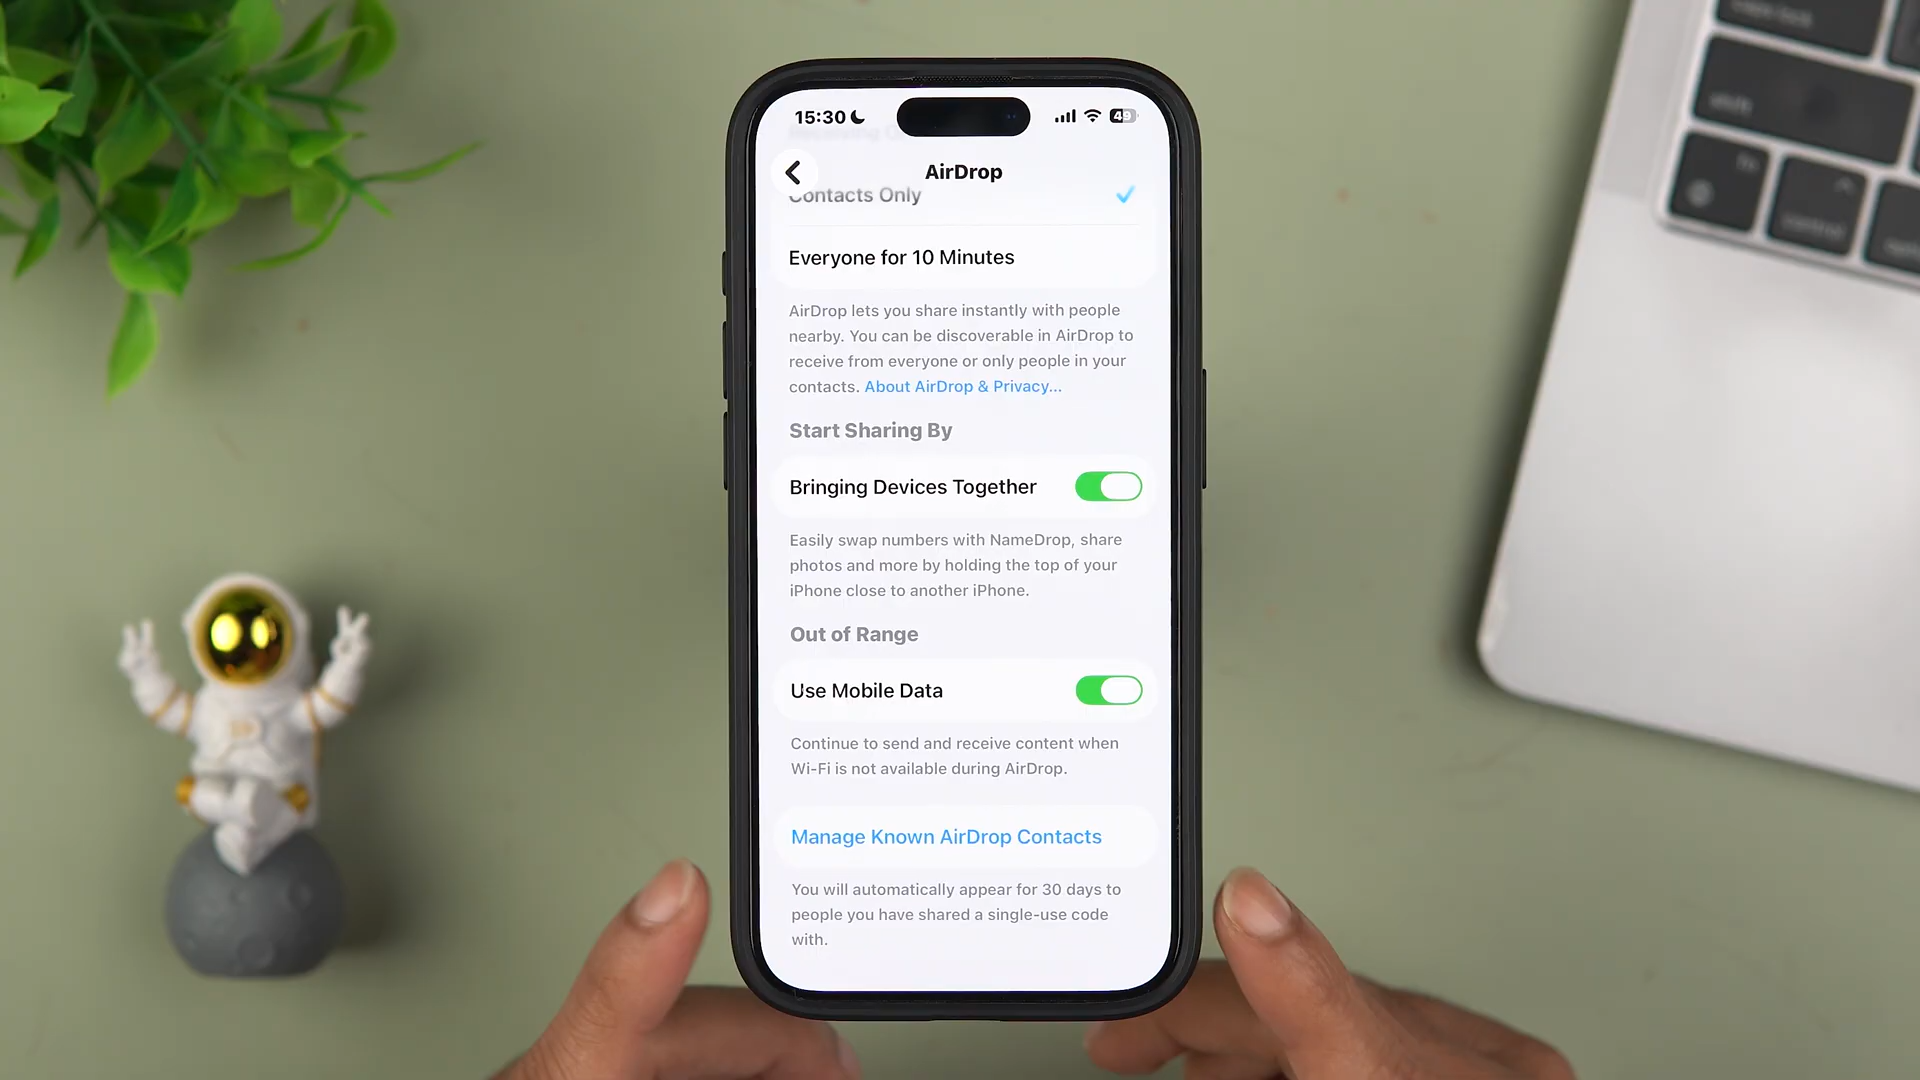 15:30
49
AirDrop
Contacts Only
Everyone for 10 Minutes
AirDrop lets you share instantly with people
nearby. You can be discoverable in AirDrop to
receive from everyone or only people in your
contacts. About AirDrop & Privacy...
Start Sharing By
Bringing Devices Together
Easily swap numbers with NameDrop, share
photos and more by holding the top of your
iPhone close to another iPhone.
Out of Range
Use Mobile Data
Continue to send and receive content when
Wi-Fi is not available during AirDrop.
Manage Known AirDrop Contacts
You will automatically appear for 30 days to
people you have shared a single-use code
with.
caps lock
shift
control